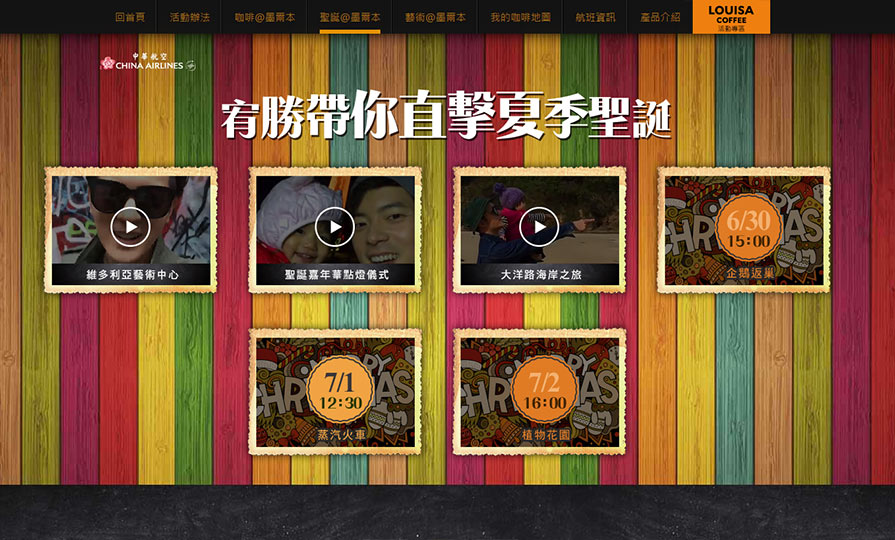 回首頁
活動辦法
咖啡@墨爾本
聖誕@墨爾本
藝術@墨爾本
我的咖啡地圖
航班資訊
產品介紹
LOUISA
COFFEE
活動專區
中華航空
CHINA AIRLINES
宥勝帶你直擊夏季聖誕
維多利亞藝術中心
聖誕嘉年華點燈儀式
大洋路海岸之旅
6/30
15:00
企鵝返巢
7/1
12:30
蒸汽火車
7/2
16:00
植物花園